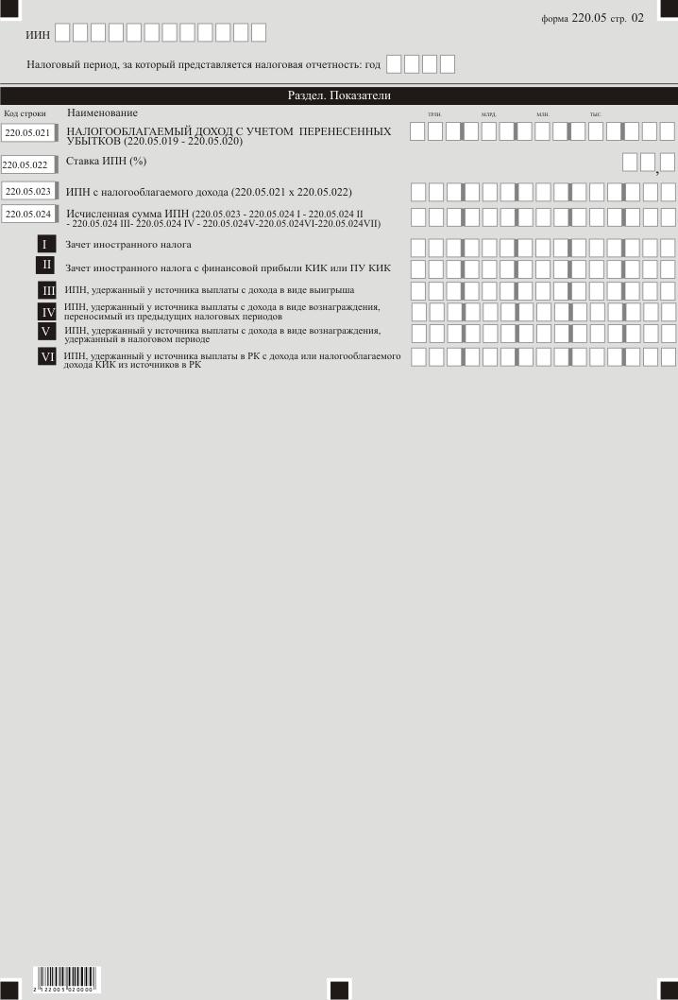 форма 220.05 стр. 02
ИИН
Налоговый период, за который представляется налоговая отчетность: год
Раздел. Показатели
Код строки Наименование трлн. млрд. млн. тыс.
220.05.021 НАЛОГООБЛАГАЕМЫЙ ДОХОД С УЧЕТОМ ПЕРЕНЕСЕННЫХ
УБЫТКОВ (220.05.019 - 220.05.020)
220.05.022 Ставка ИПН (%) ,
220.05.023 ИПН с налогооблагаемого дохода (220.05.021 х 220.05.022)
220.05.024 Исчисленная сумма ИПН (220.05.023 - 220.05.024 I - 220.05.024 II
- 220.05.024 III- 220.05.024 IV - 220.05.024V-220.05.024VI-220.05.024VII)
I Зачет иностранного налога
II Зачет иностранного налога с финансовой прибыли КИК или ПУ КИК
III ИПН, удержанный у источника выплаты с дохода в виде выигрыша
IV ИПН, удержанный у источника выплаты с дохода в виде вознаграждения,
переносимый из предыдущих налоговых периодов
V ИПН, удержанный у источника выплаты с дохода в виде вознаграждения,
удержанный в налоговом периоде
VI ИПН, удержанный у источника выплаты в РК с дохода или налогооблагаемого
дохода КИК из источников в РК
2 122005 020000